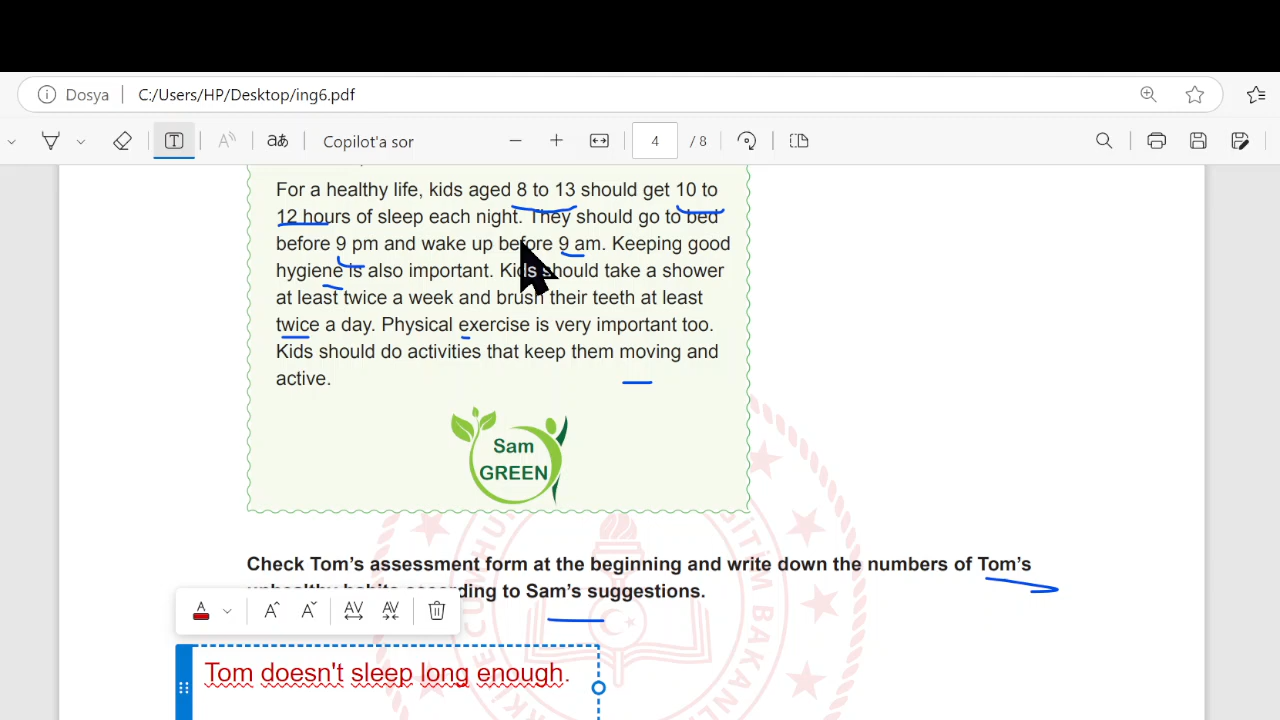 Dosya C:/Users/HP/Desktop/ing6.pdf
aあ Copilot'a sor 4 / 8
For a healthy life, kids aged 8 to 13 should get 10 to
12 hours of sleep each night. They should go to bed
before 9 pm and wake up before 9 am. Keeping good
hygiene is also important. Kids should take a shower
at least twice a week and brush their teeth at least
twice a day. Physical exercise is very important too.
Kids should do activities that keep them moving and
active.
Sam
GREEN
Check Tom's assessment form at the beginning and write down the numbers of Tom's
unhealthy habits according to Sam's suggestions.
Tom doesn't sleep long enough.